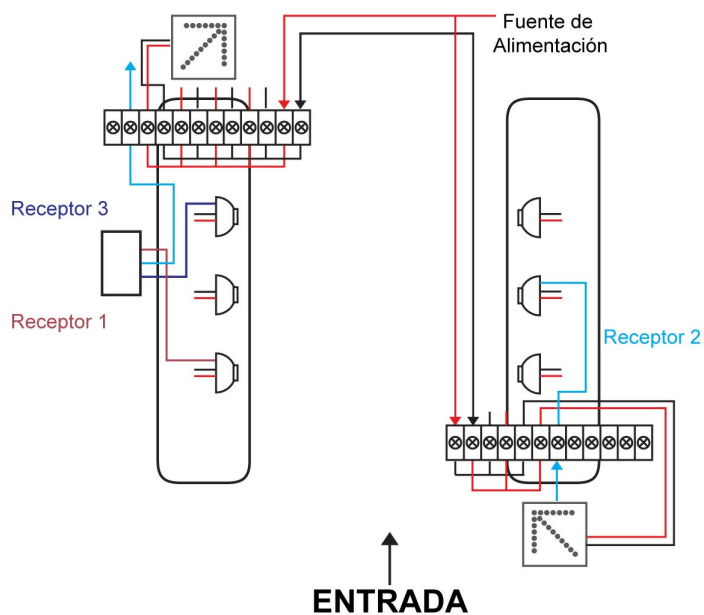 Fuente de
Alimentación
Receptor 3
Receptor 1
Receptor 2
ENTRADA